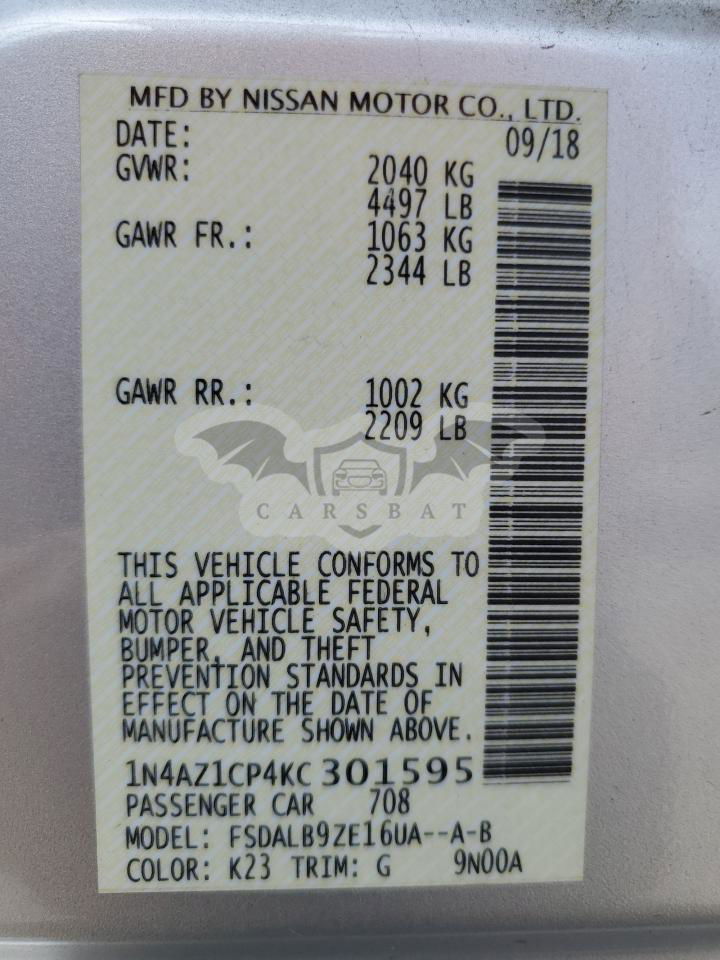 MFD BY NISSAN MOTOR CO., LTD.
DATE: 09/18
GVWR: 2040 KG
4497 LB
GAWR FR.: 1063 KG
2344 LB
GAWR RR.: 1002 KG
2209 LB
CARSBAT
THIS VEHICLE CONFORMS TO
ALL APPLICABLE FEDERAL
MOTOR VEHICLE SAFETY,
BUMPER, AND THEFT
PREVENTION STANDARDS IN
EFFECT ON THE DATE OF
MANUFACTURE SHOWN ABOVE.
1N4AZ1CP4KC301595
PASSENGER CAR 708
MODEL: FSDALB9ZE16UA--A-B
COLOR: K23 TRIM: G 9N00A